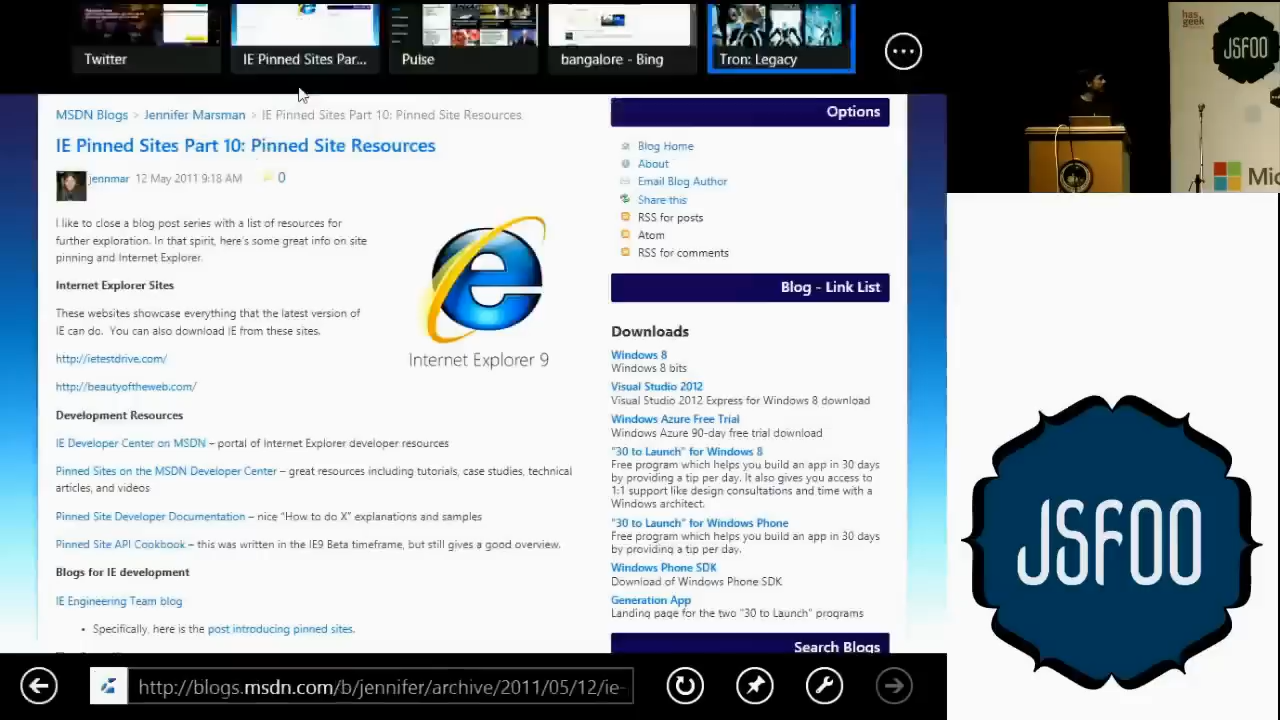 Twitter
IE Pinned Sites Par...
Pulse
bangalore - Bing
Tron: Legacy
has
geek
JSFOO
MSDN Blogs > Jennifer Marsman > IE Pinned Sites Part 10: Pinned Site Resources
IE Pinned Sites Part 10: Pinned Site Resources
jennmar 12 May 2011 9:18 AM 0
I like to close a blog post series with a list of resources for
further exploration. In that spirit, here's some great info on site
pinning and Internet Explorer.
Internet Explorer Sites
These websites showcase everything that the latest version of
IE can do. You can also download IE from these sites.
http://ietestdrive.com/
http://beautyoftheweb.com/
Internet Explorer 9
Development Resources
IE Developer Center on MSDN – portal of Internet Explorer developer resources
Pinned Sites on the MSDN Developer Center – great resources including tutorials, case studies, technical
articles, and videos
Pinned Site Developer Documentation – nice “How to do X” explanations and samples
Pinned Site API Cookbook – this was written in the IE9 Beta timeframe, but still gives a good overview.
Blogs for IE development
IE Engineering Team blog
• Specifically, here is the post introducing pinned sites.
Options
Blog Home
About
Email Blog Author
Share this
RSS for posts
Atom
RSS for comments
Blog - Link List
Downloads
Windows 8
Windows 8 bits
Visual Studio 2012
Visual Studio 2012 Express for Windows 8 download
Windows Azure Free Trial
Windows Azure 90-day free trial download
"30 to Launch" for Windows 8
Free program which helps you build an app in 30 days
by providing a tip per day. It also gives you access to
1:1 support like design consultations and time with a
Windows architect.
"30 to Launch" for Windows Phone
Free program which helps you build an app in 30 days
by providing a tip per day.
Windows Phone SDK
Download of Windows Phone SDK
Generation App
Landing page for the two "30 to Launch" programs
Search Blogs
http://blogs.msdn.com/b/jennifer/archive/2011/05/12/ie-
Mic
JSFOO